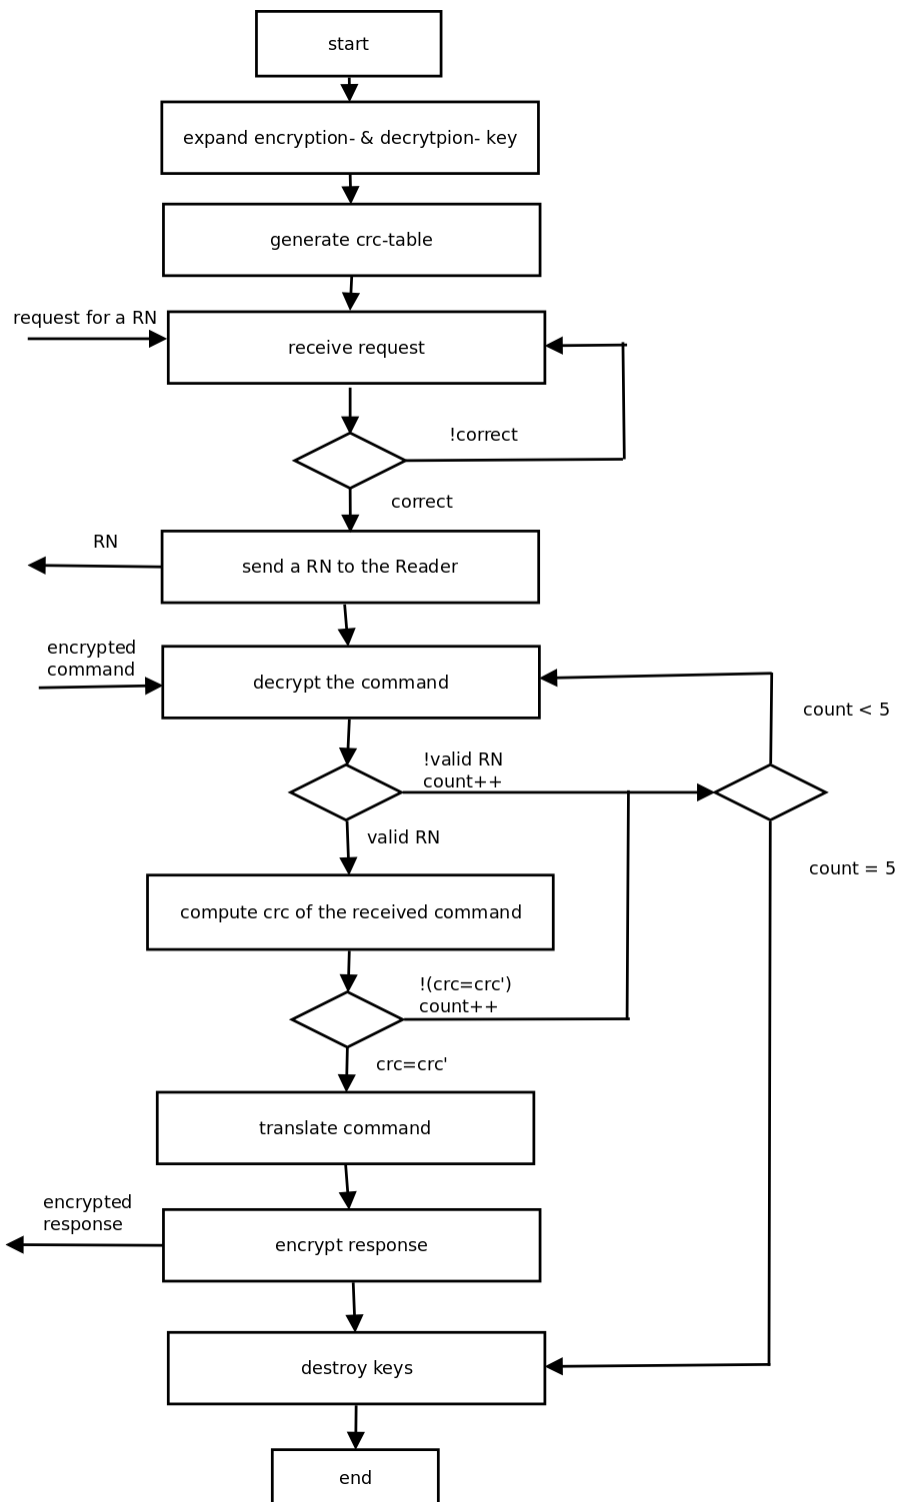 start
expand encryption- & decrytpion- key
generate crc-table
request for a RN
receive request
!correct
correct
RN
send a RN to the Reader
encrypted
command
decrypt the command
count < 5
!valid RN
count++
valid RN
count = 5
compute crc of the received command
!(crc=crc')
count++
crc=crc'
translate command
encrypted
response
encrypt response
destroy keys
end